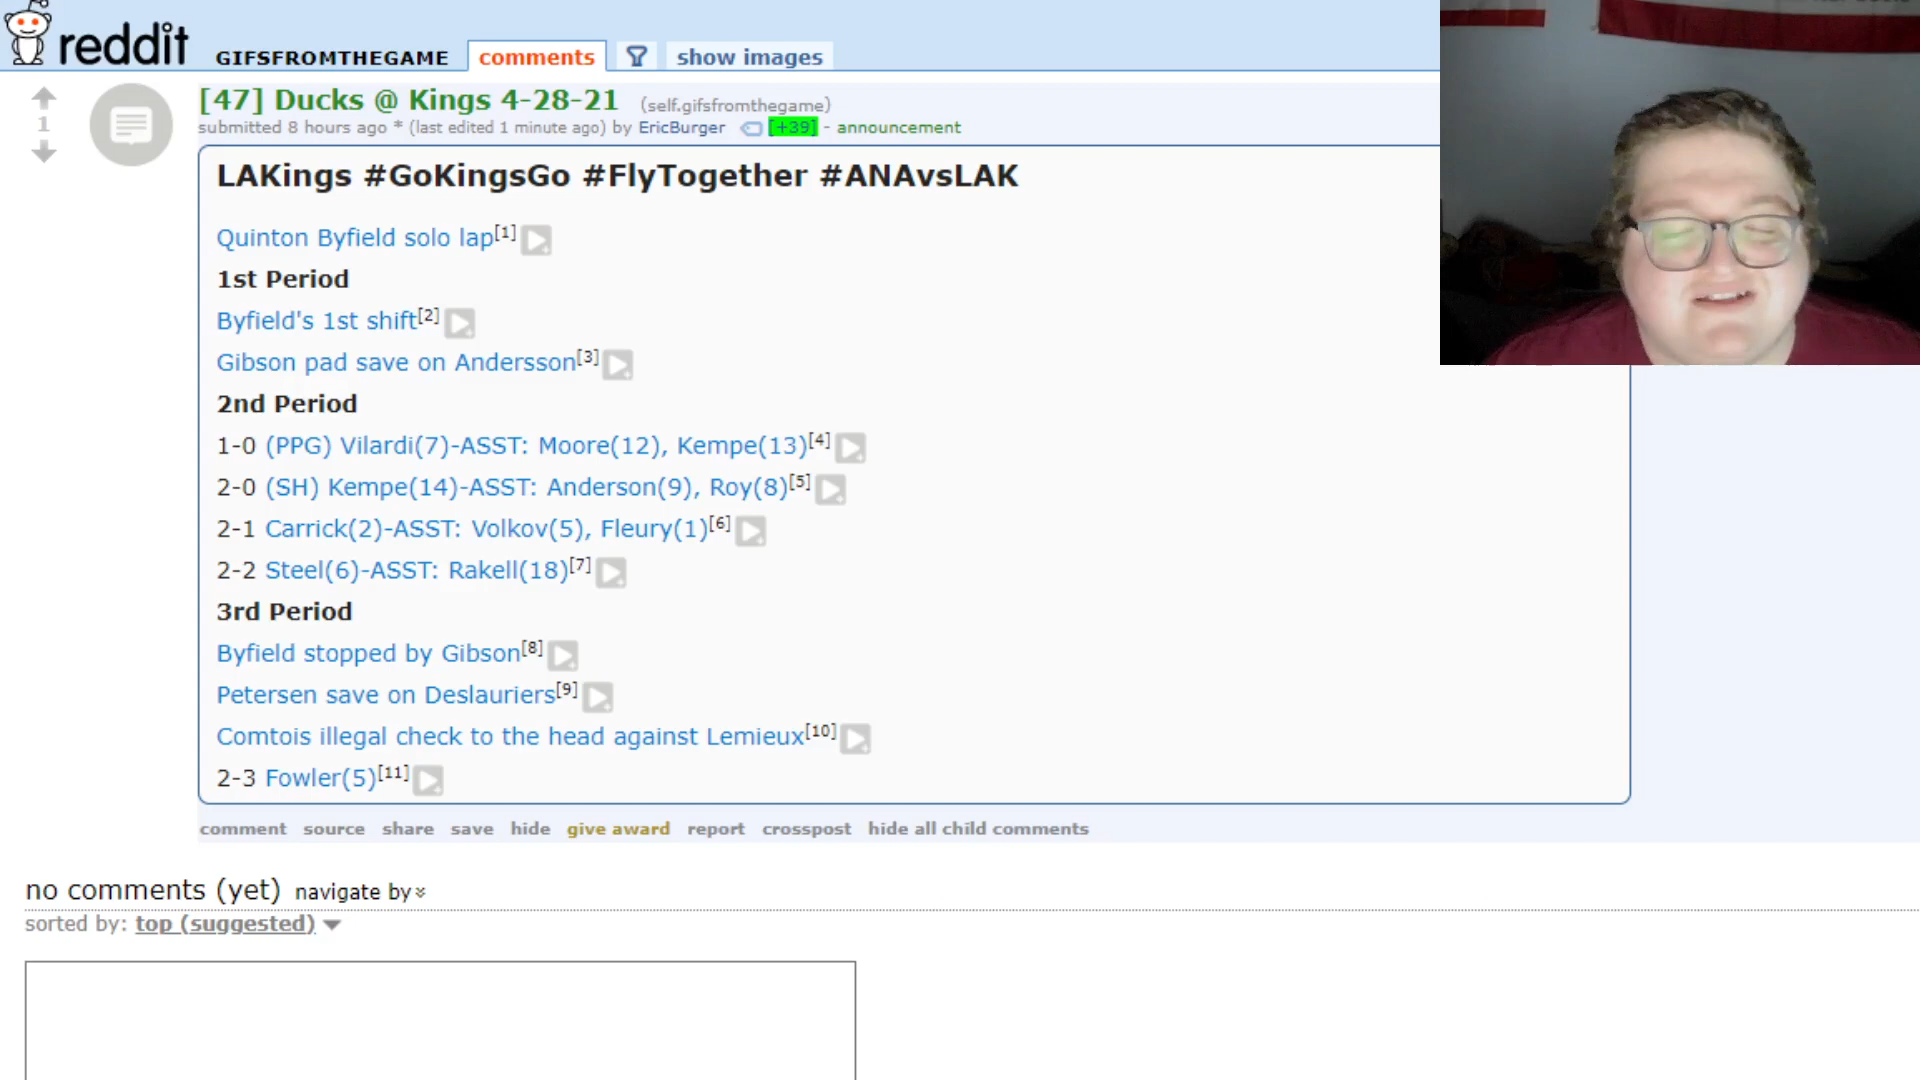 reddit GIFSFROMTHEGAME comments show images
[47] Ducks @ Kings 4-28-21 (self.gifsfromthegame)
1
submitted 8 hours ago * (last edited 1 minute ago) by EricBurger [+39] - announcement
LAKings #GoKingsGo #FlyTogether #ANAvsLAK
Quinton Byfield solo lap[1]
1st Period
Byfield's 1st shift[2]
Gibson pad save on Andersson[3]
2nd Period
1-0 (PPG) Vilardi(7)-ASST: Moore(12), Kempe(13)[4]
2-0 (SH) Kempe(14)-ASST: Anderson(9), Roy(8)[5]
2-1 Carrick(2)-ASST: Volkov(5), Fleury(1)[6]
2-2 Steel(6)-ASST: Rakell(18)[7]
3rd Period
Byfield stopped by Gibson[8]
Petersen save on Deslauriers[9]
Comtois illegal check to the head against Lemieux[10]
2-3 Fowler(5)[11]
comment source share save hide give award report crosspost hide all child comments
no comments (yet) navigate by
sorted by: top (suggested)